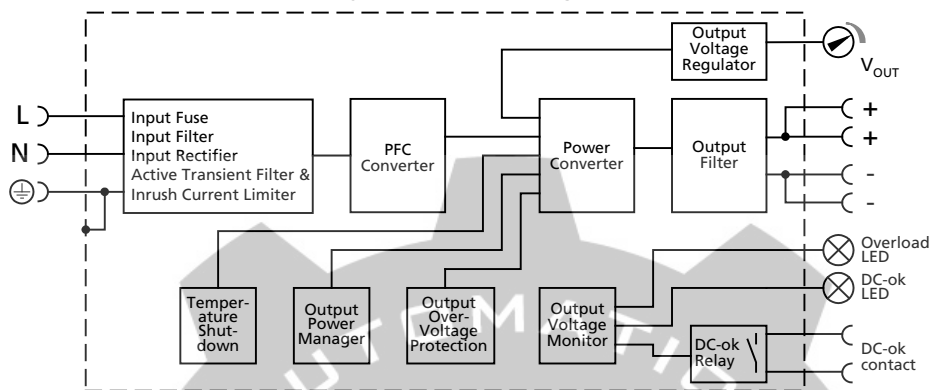 Output
Voltage
Regulator
V_OUT
L
N
Input Fuse
Input Filter
Input Rectifier
Active Transient Filter &
Inrush Current Limiter
PFC
Converter
Power
Converter
Output
Filter
+
+
-
-
Overload
LED
DC-ok
LED
Temper-
ature
Shut-
down
Output
Power
Manager
Output
Over-
Voltage
Protection
Output
Voltage
Monitor
DC-ok
Relay
DC-ok
contact
UTOMATIO